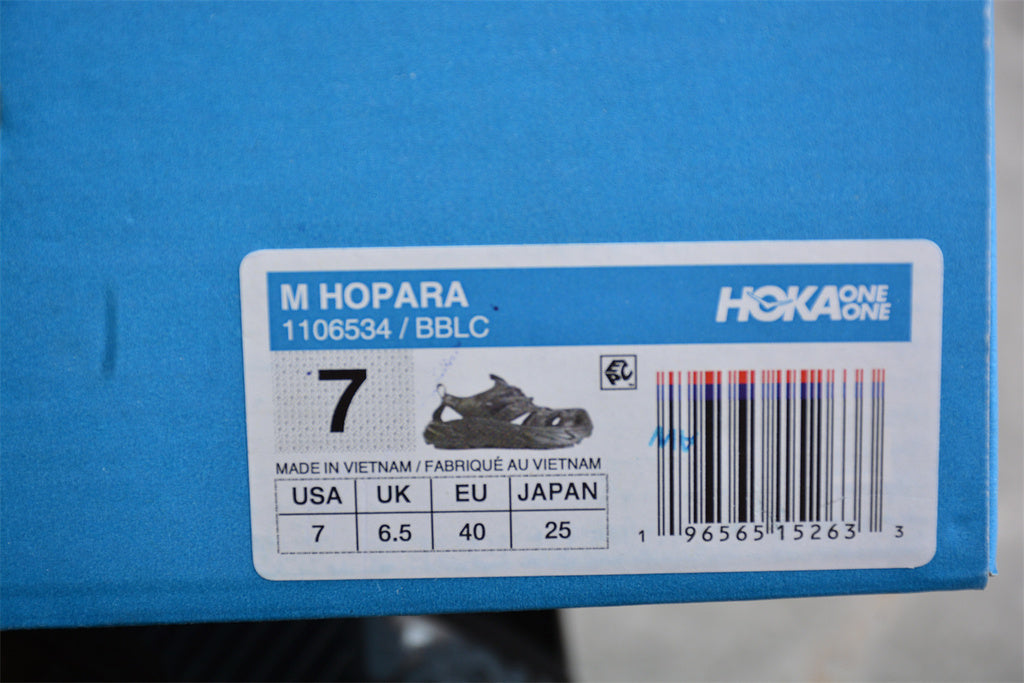 M HOPARA
1106534 / BBLC
HOKA ONE ONE
7
MADE IN VIETNAM / FABRIQUÉ AU VIETNAM
USA UK EU JAPAN
7 6.5 40 25
1 96565 15263 3